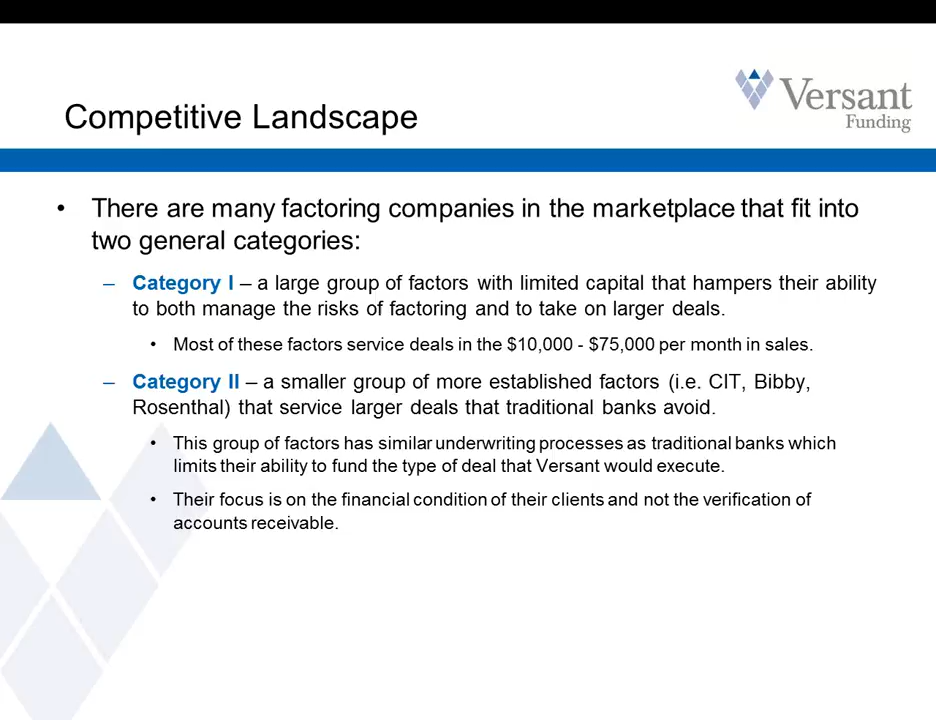 Versant
Funding
Competitive Landscape
• There are many factoring companies in the marketplace that fit into
two general categories:
– Category I – a large group of factors with limited capital that hampers their ability
to both manage the risks of factoring and to take on larger deals.
• Most of these factors service deals in the $10,000 - $75,000 per month in sales.
– Category II – a smaller group of more established factors (i.e. CIT, Bibby,
Rosenthal) that service larger deals that traditional banks avoid.
• This group of factors has similar underwriting processes as traditional banks which
limits their ability to fund the type of deal that Versant would execute.
• Their focus is on the financial condition of their clients and not the verification of
accounts receivable.